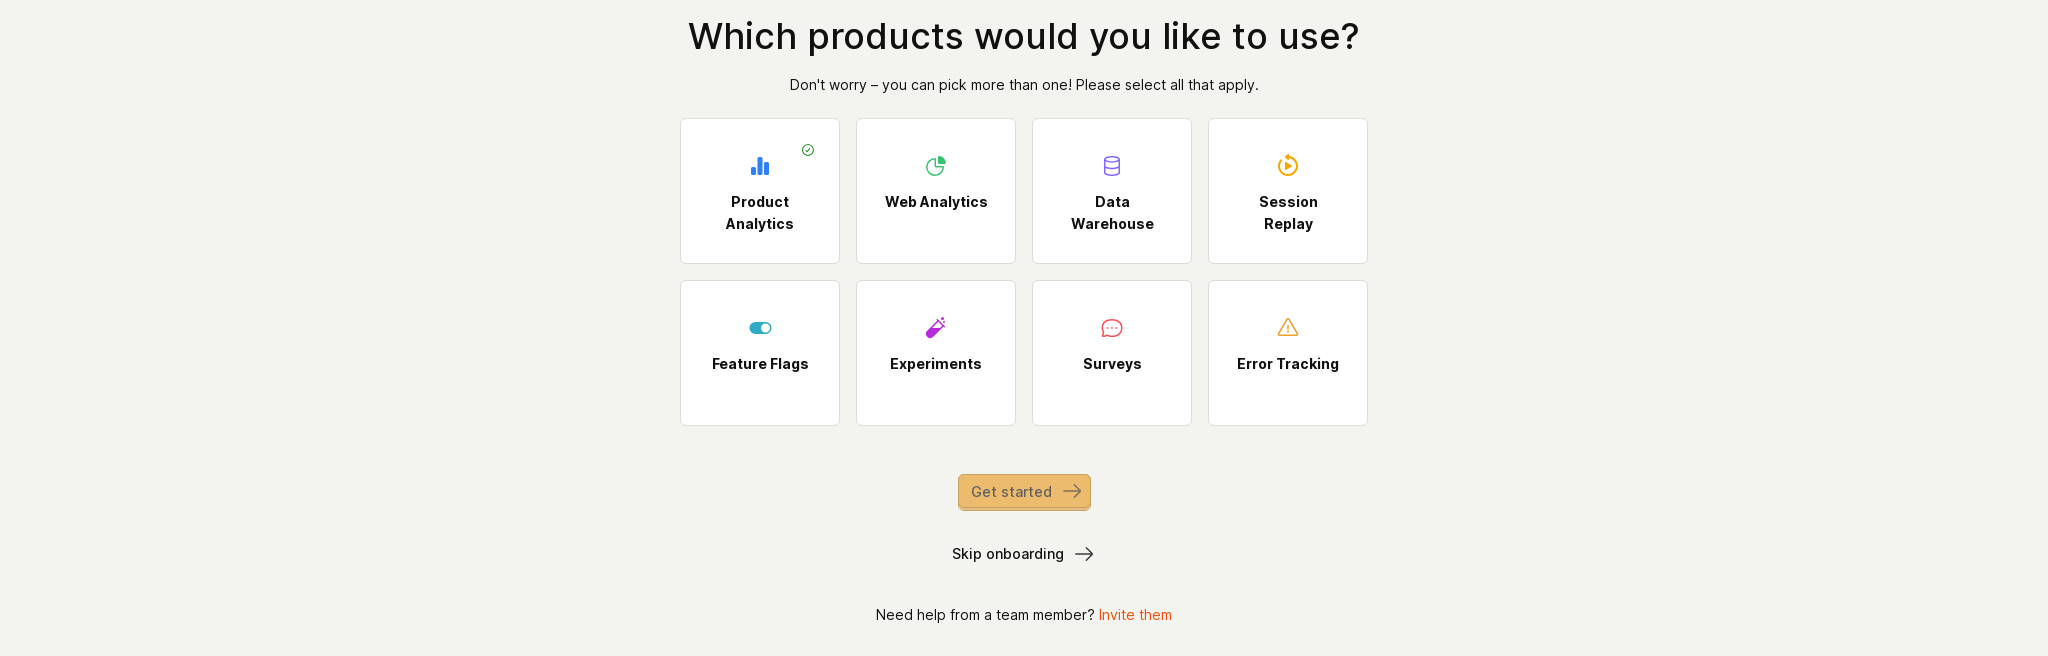 Which products would you like to use?
Don't worry – you can pick more than one! Please select all that apply.
Product
Analytics
Web Analytics
Data
Warehouse
Session
Replay
Feature Flags
Experiments
Surveys
Error Tracking
Get started
Skip onboarding
Need help from a team member? Invite them